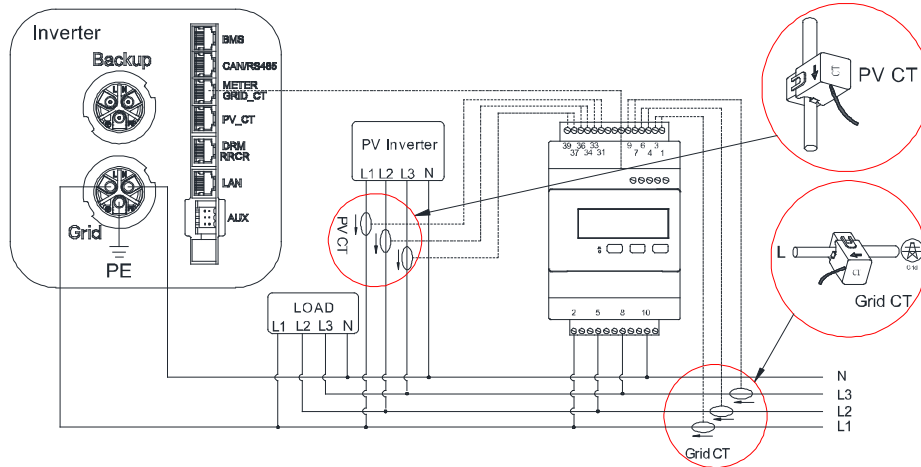 Inverter
Backup
BMS
CAN/RS485
METER
GRID_CT
PV_CT
DRM
RRCR
LAN
AUX
Grid
PE
PV Inverter
L1 L2 L3 N
PV CT
LOAD
L1 L2 L3 N
39 36 33 9 6 3
37 34 31 7 4 1
2 5 8 10
PV CT
CT
L
Grid
CT
Grid CT
N
L3
L2
L1
Grid CT